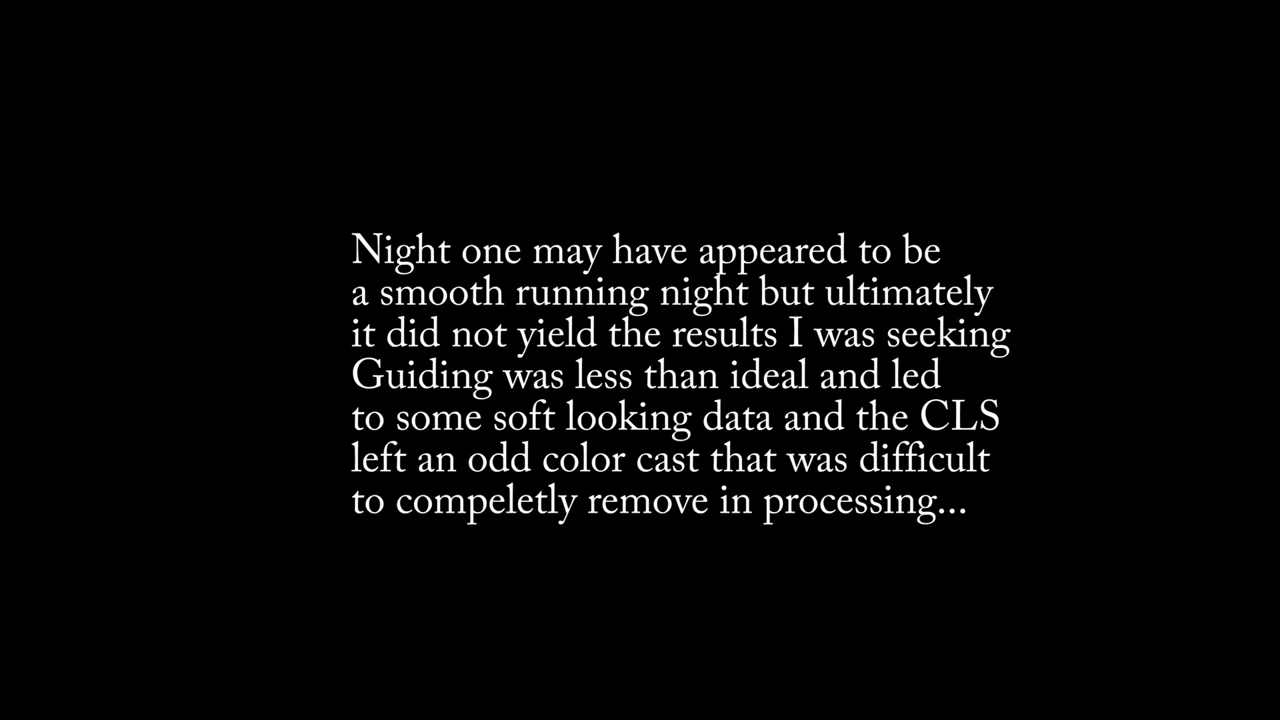 Night one may have appeared to be
a smooth running night but ultimately
it did not yield the results I was seeking
Guiding was less than ideal and led
to some soft looking data and the CLS
left an odd color cast that was difficult
to compeletly remove in processing...